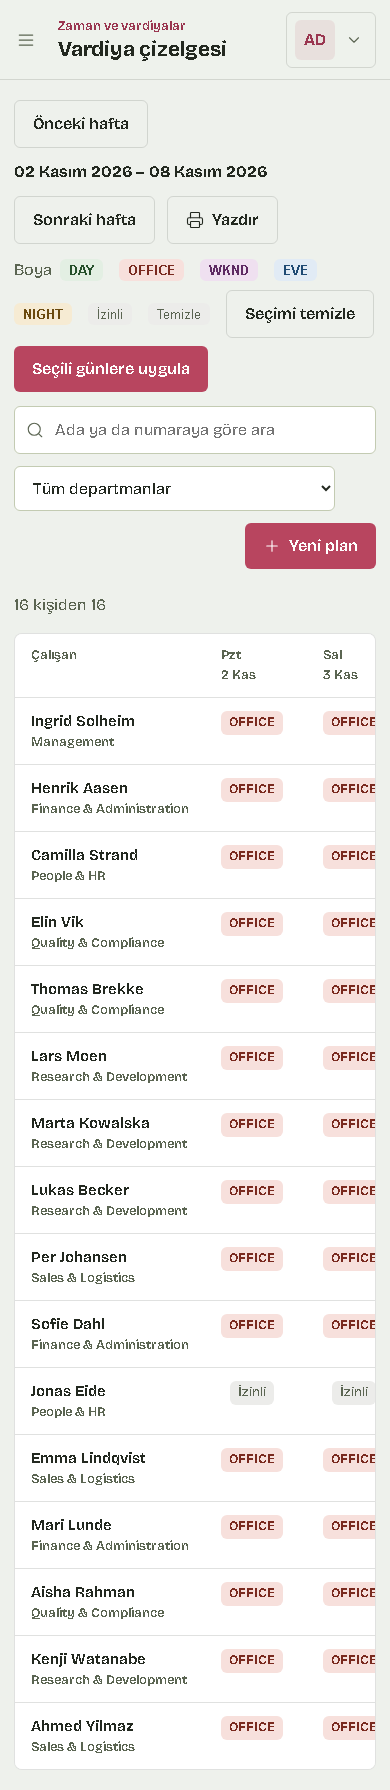 Zaman ve vardiyalar
Vardiya çizelgesi
AD
Önceki hafta
02 Kasım 2026 – 08 Kasım 2026
Sonraki hafta
Yazdır
Boya DAY OFFICE WKND EVE
NIGHT İzinli Temizle Seçimi temizle
Seçili günlere uygula
Ada ya da numaraya göre ara
Tüm departmanlar
Yeni plan
16 kişiden 16
Çalışan Pzt Sal
2 Kas 3 Kas
Ingrid Solheim OFFICE OFFICE
Management
Henrik Aasen OFFICE OFFICE
Finance & Administration
Camilla Strand OFFICE OFFICE
People & HR
Elin Vik OFFICE OFFICE
Quality & Compliance
Thomas Brekke OFFICE OFFICE
Quality & Compliance
Lars Moen OFFICE OFFICE
Research & Development
Marta Kowalska OFFICE OFFICE
Research & Development
Lukas Becker OFFICE OFFICE
Research & Development
Per Johansen OFFICE OFFICE
Sales & Logistics
Sofie Dahl OFFICE OFFICE
Finance & Administration
Jonas Eide İzinli İzinli
People & HR
Emma Lindqvist OFFICE OFFICE
Sales & Logistics
Mari Lunde OFFICE OFFICE
Finance & Administration
Aisha Rahman OFFICE OFFICE
Quality & Compliance
Kenji Watanabe OFFICE OFFICE
Research & Development
Ahmed Yilmaz OFFICE OFFICE
Sales & Logistics